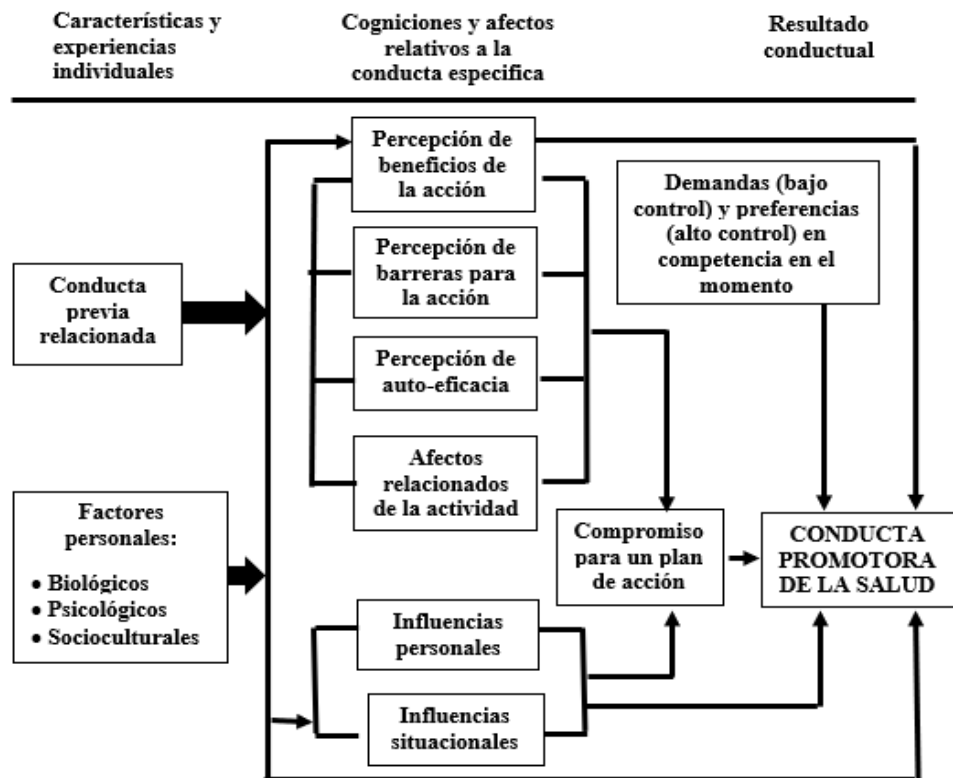 Características y
experiencias
individuales
Cogniciones y afectos
relativos a la
conducta especifica
Resultado
conductual
Percepción de
beneficios de
la acción
Demandas (bajo
control) y preferencias
(alto control) en
competencia en el
momento
Percepción de
barreras para
la acción
Conducta
previa
relacionada
Percepción de
auto-eficacia
Afectos
relacionados
de la actividad
Factores
personales:
• Biológicos
• Psicológicos
• Socioculturales
Compromiso
para un plan
de acción
CONDUCTA
PROMOTORA
DE LA SALUD
Influencias
personales
Influencias
situacionales